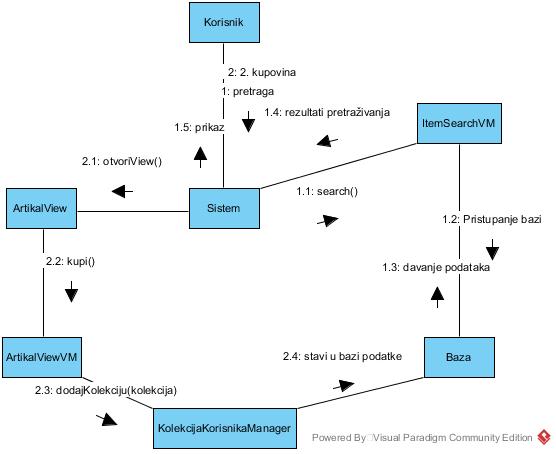 Korisnik
2: 2. kupovina
1: pretraga
1.4: rezultati pretraživanja
1.5: prikaz
ItemSearchVM
2.1: otvoriView()
1.1: search()
ArtikalView
Sistem
1.2: Pristupanje bazi
2.2: kupi()
1.3: davanje podataka
ArtikalViewVM
2.4: stavi u bazi podatke
Baza
2.3: dodajKolekciju(kolekcija)
KolekcijaKorisnikaManager
Powered By Visual Paradigm Community Edition